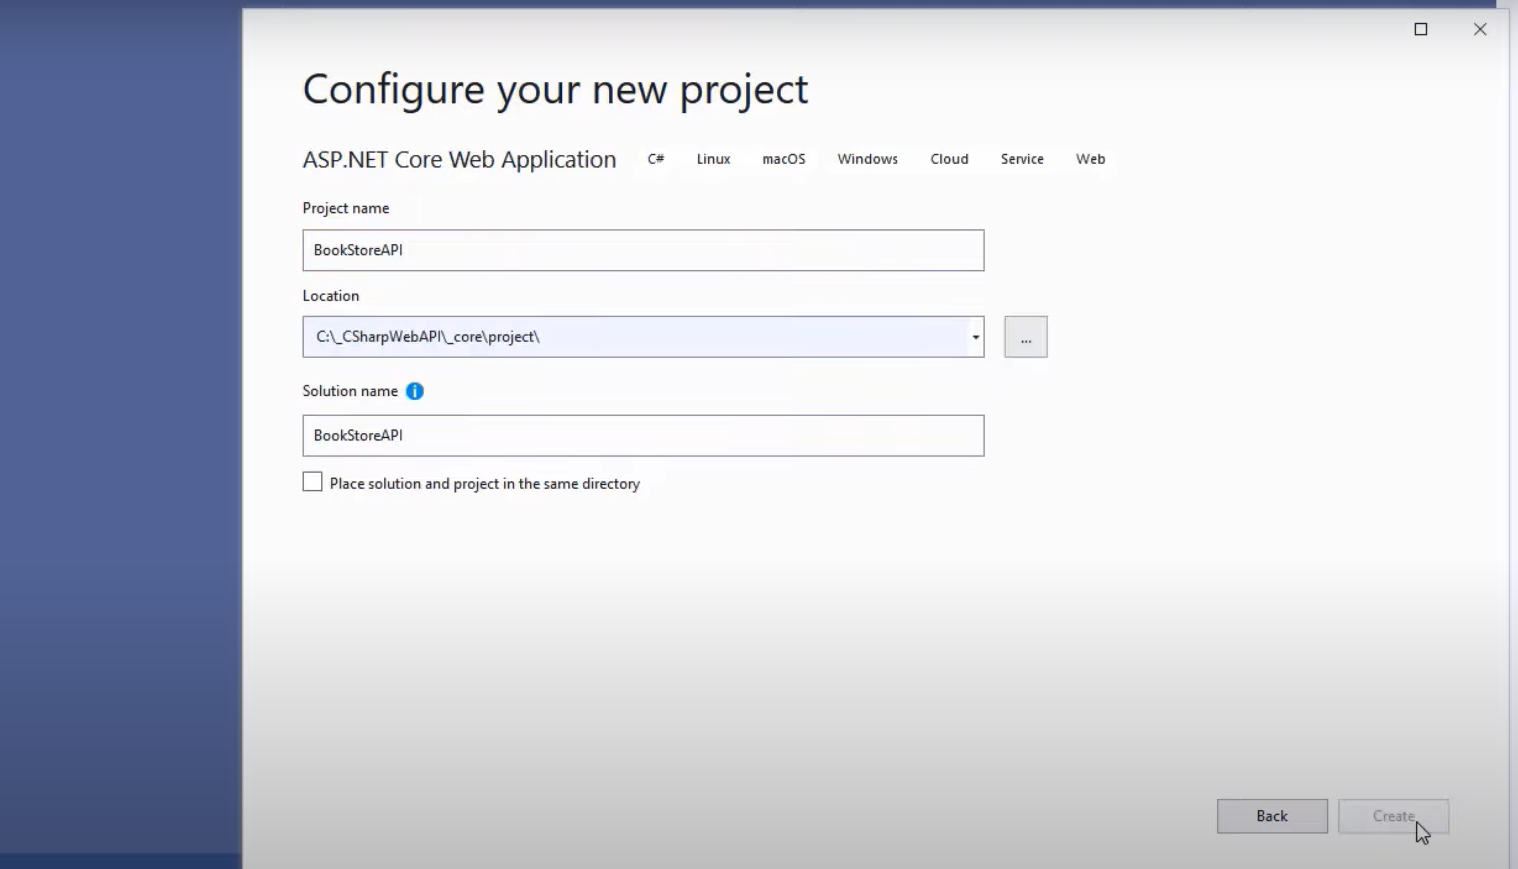 Configure your new project
ASP.NET Core Web Application C# Linux macOS Windows Cloud Service Web
Project name
BookStoreAPI
Location
C:\_CSharpWebAPI\_core\project\
...
Solution name
BookStoreAPI
Place solution and project in the same directory
Back Create